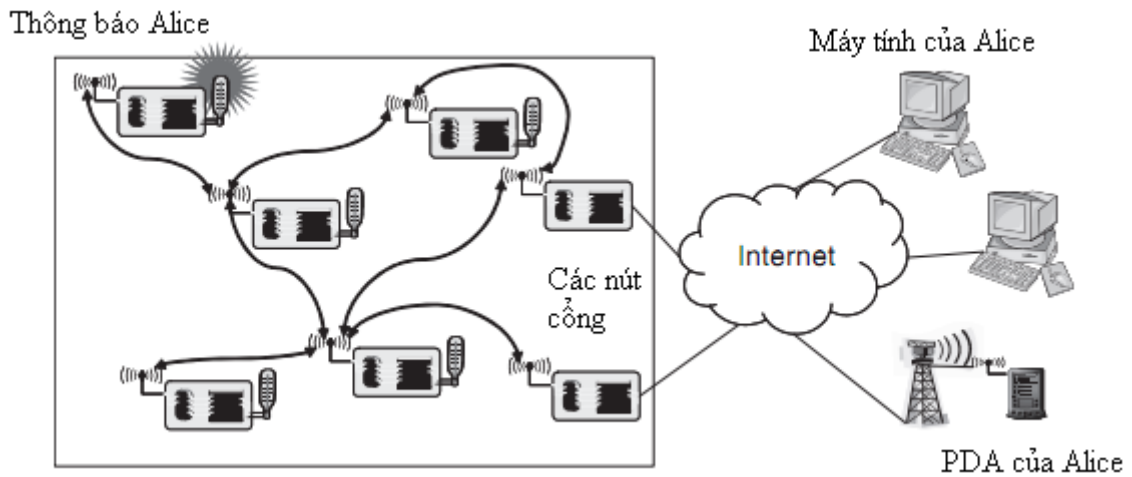 Thông báo Alice
Máy tính của Alice
Internet
Các nút
cổng
PDA của Alice